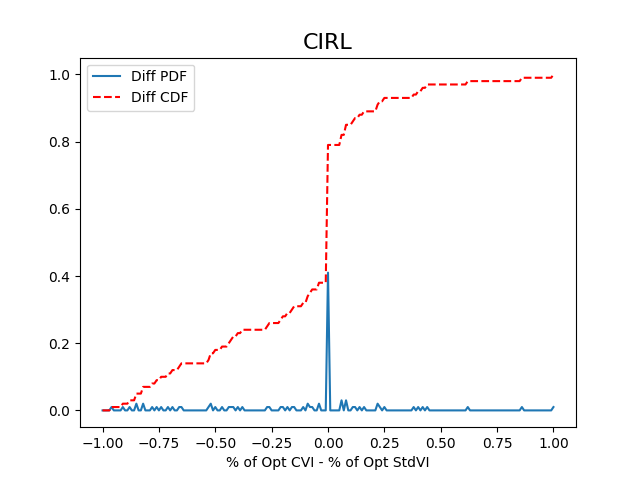 CIRL
Diff PDF
Diff CDF
1.0
0.8
0.6
0.4
0.2
0.0
−1.00 −0.75 −0.50 −0.25 0.00 0.25 0.50 0.75 1.00
% of Opt CVI - % of Opt StdVI